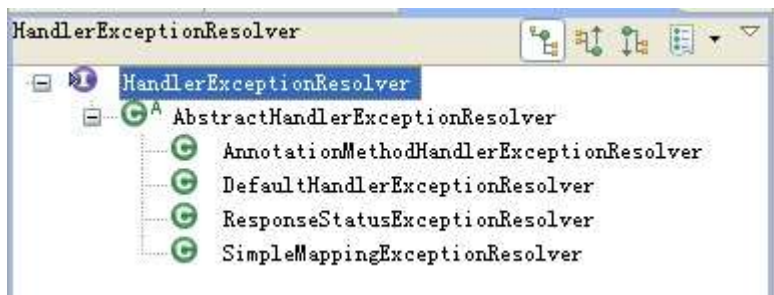 HandlerExceptionResolver
HandlerExceptionResolver
AbstractHandlerExceptionResolver
AnnotationMethodHandlerExceptionResolver
DefaultHandlerExceptionResolver
ResponseStatusExceptionResolver
SimpleMappingExceptionResolver